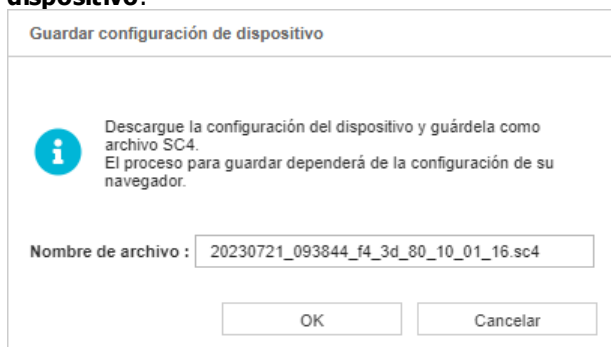 dispositivo.
Guardar configuración de dispositivo
Descargue la configuración del dispositivo y guárdela como
archivo SC4.
El proceso para guardar dependerá de la configuración de su
navegador.
Nombre de archivo : 20230721_093844_f4_3d_80_10_01_16.sc4
OK Cancelar